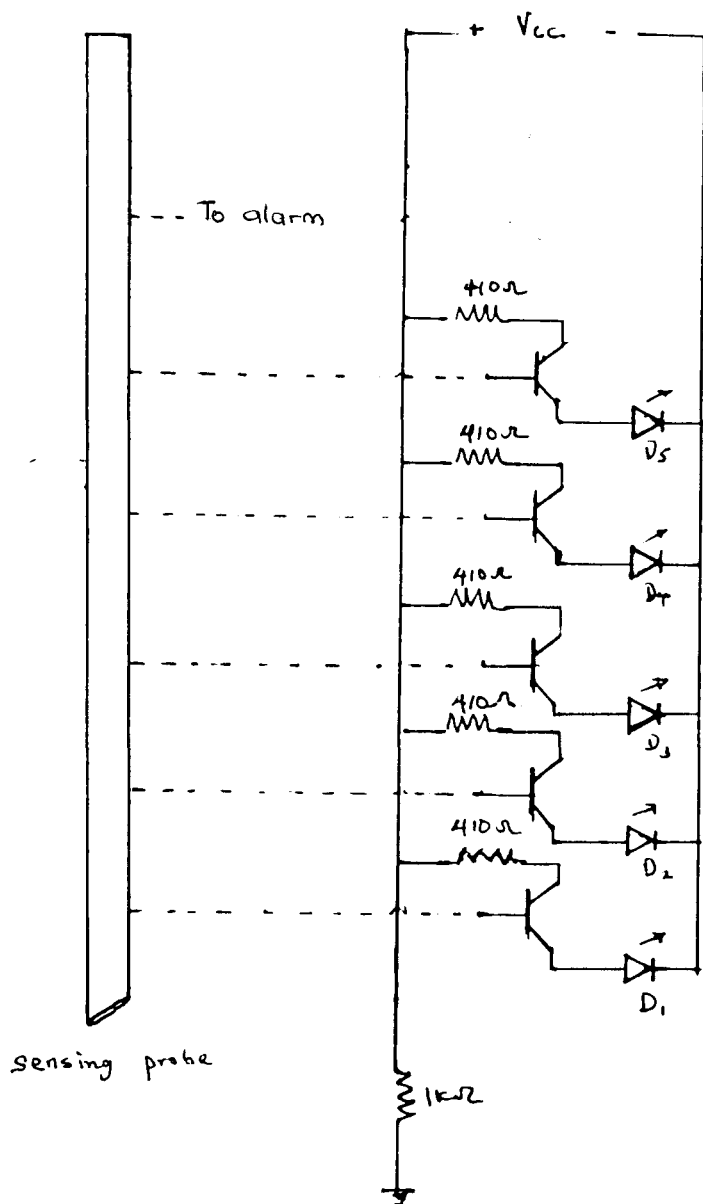 + Vcc -
To alarm
410Ω
D5
410Ω
D4
410Ω
D3
410Ω
D2
410Ω
D1
sensing probe
1kΩ